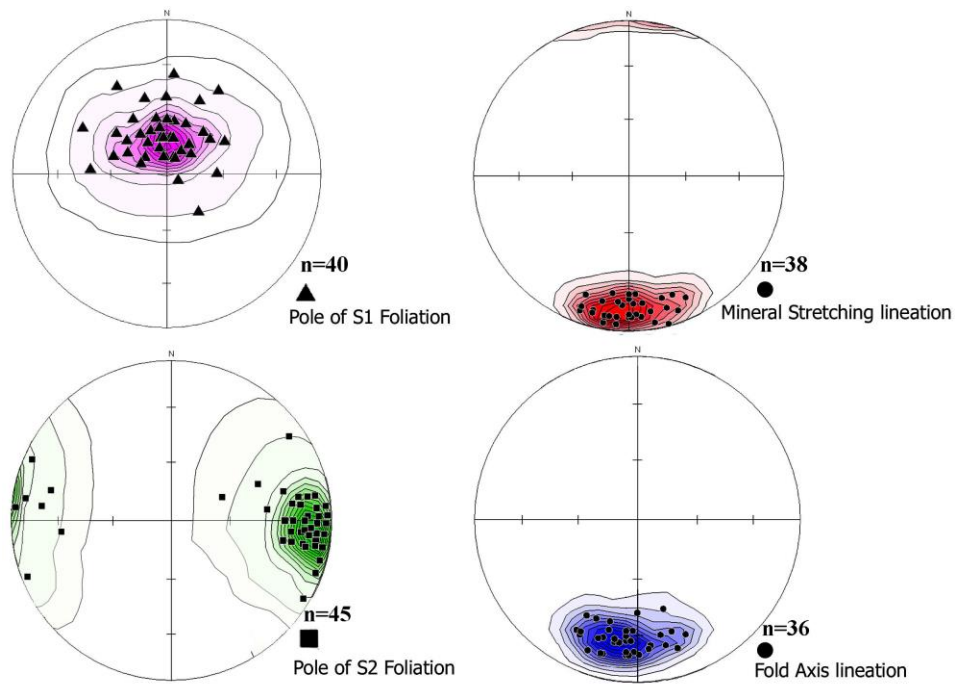 N
n=40
Pole of S1 Foliation
N
n=38
Mineral Stretching lineation
N
n=45
Pole of S2 Foliation
N
n=36
Fold Axis lineation